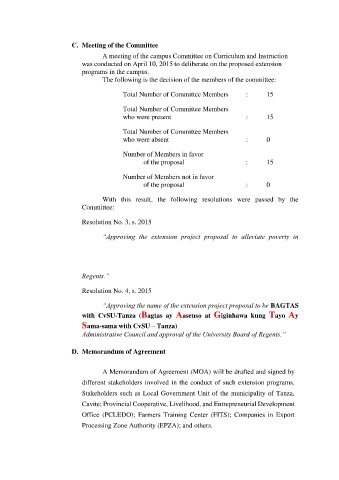 C. Meeting of the Committee
A meeting of the campus Committee on Curriculum and Instruction
was conducted on April 10, 2015 to deliberate on the proposed extension
programs in the campus.
The following is the decision of the members of the committee:
Total Number of Committee Members : 15
Total Number of Committee Members
who were present : 15
Total Number of Committee Members
who were absent : 0
Number of Members in favor
of the proposal : 15
Number of Members not in favor
of the proposal : 0
With this result, the following resolutions were passed by the
Committee:
Resolution No. 3, s. 2015
"Approving the extension project proposal to alleviate poverty in
Regents."
Resolution No. 4, s. 2015
"Approving the name of the extension project proposal to be BAGTAS
with CvSU-Tanza (Bagtas ay Aasenso at Giginhawa kung Tayo Ay
Sama-sama with CvSU – Tanza)
Administrative Council and approval of the University Board of Regents."
D. Memorandum of Agreement
A Memorandum of Agreement (MOA) will be drafted and signed by
different stakeholders involved in the conduct of such extension programs.
Stakeholders such as Local Government Unit of the municipality of Tanza,
Cavite; Provincial Cooperative, Livelihood, and Entrepreneurial Development
Office (PCLEDO); Farmers Training Center (FITS); Companies in Export
Processing Zone Authority (EPZA); and others.